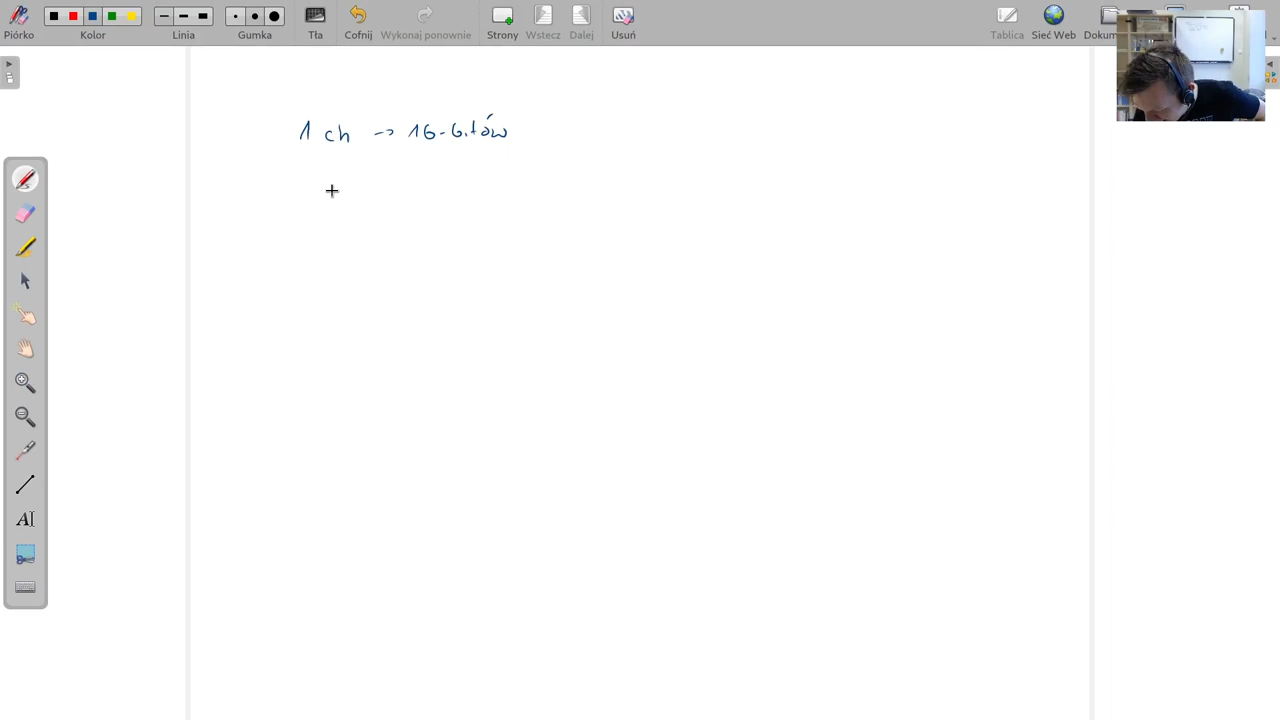 Piórko Kolor Linia Gumka Tła Cofnij Wykonaj ponownie Strony Wstecz Dalej Usuń Tablica Sieć Web
1 ch -> 16-bitów